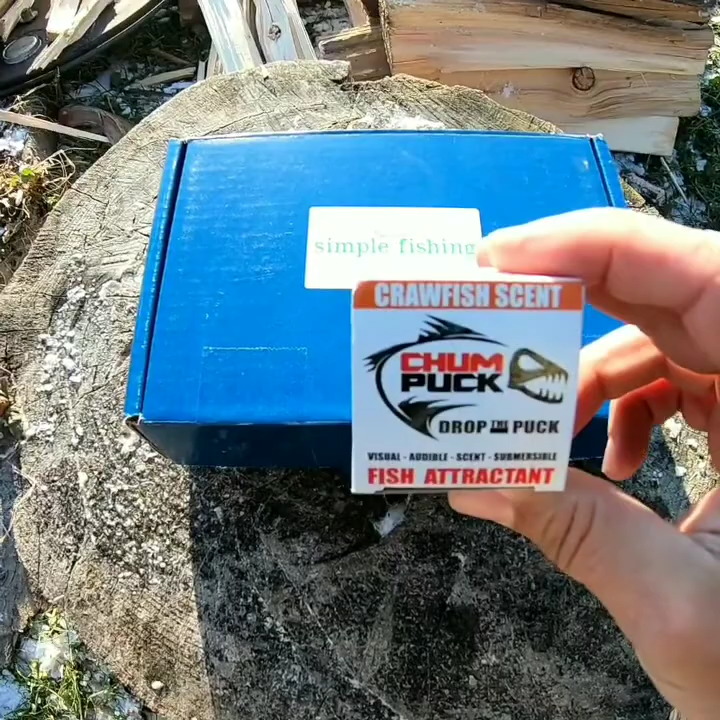 simple fishing
CRAWFISH SCENT
CHUM
PUCK
DROP THE PUCK
VISUAL - AUDIBLE - SCENT - SUBMERSIBLE
FISH ATTRACTANT